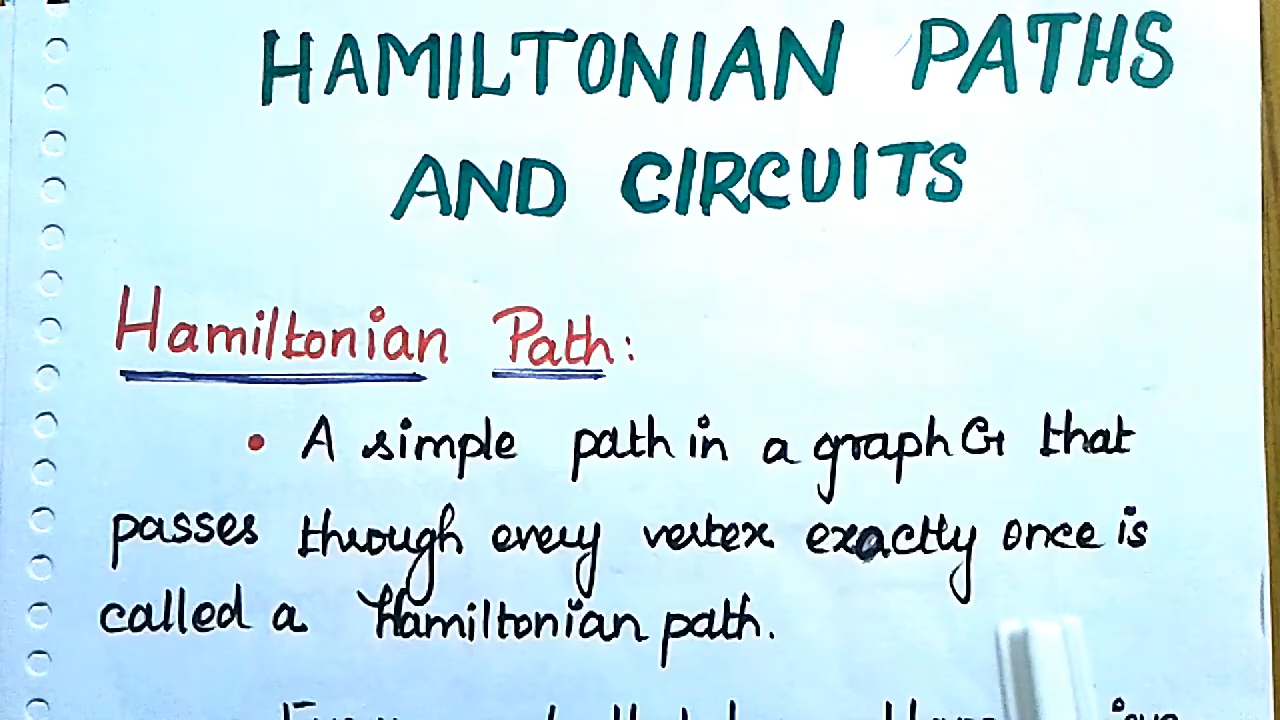 HAMILTONIAN PATHS
AND CIRCUITS
Hamiltonian Path:
• A simple path in a graph G that
passes through every vertex exactly once is
called a Hamiltonian path.